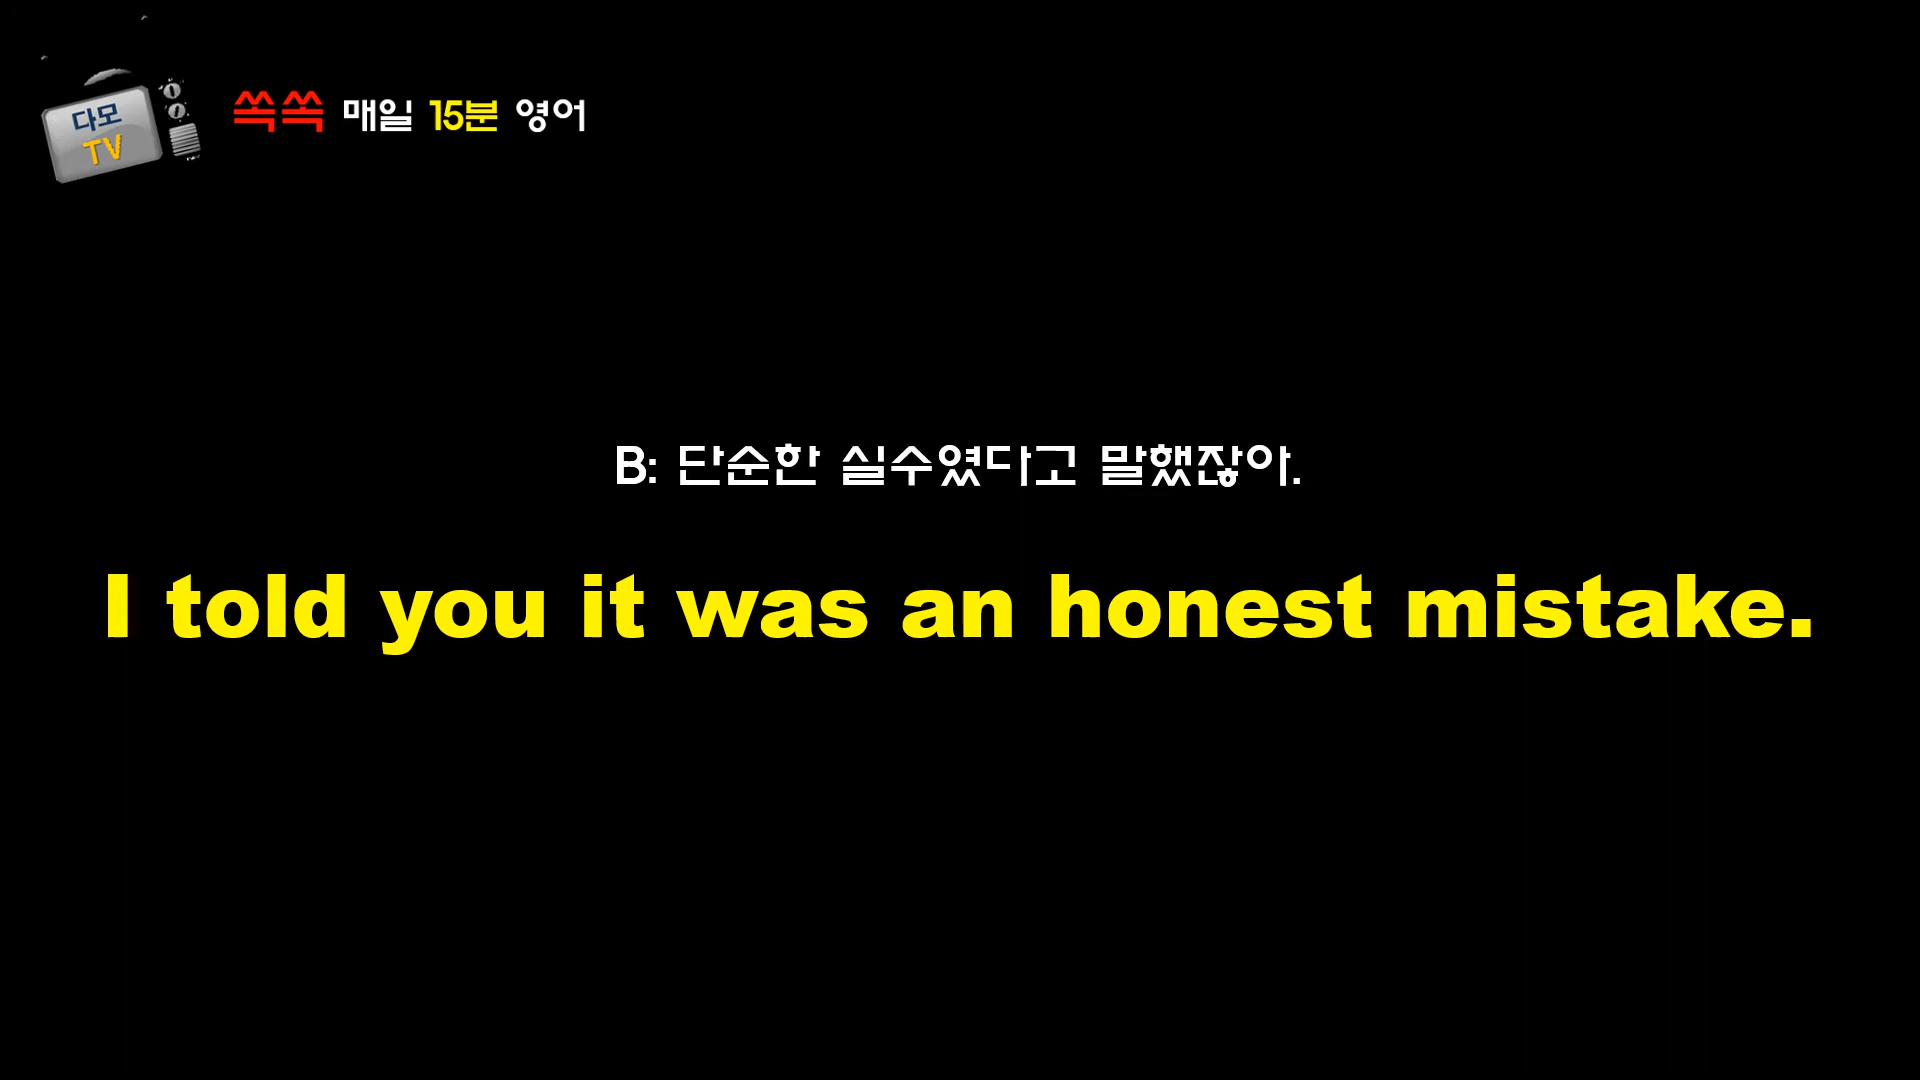 다모
TV
쏙쏙 매일 15분 영어
B: 단순한 실수였다고 말했잖아.
I told you it was an honest mistake.